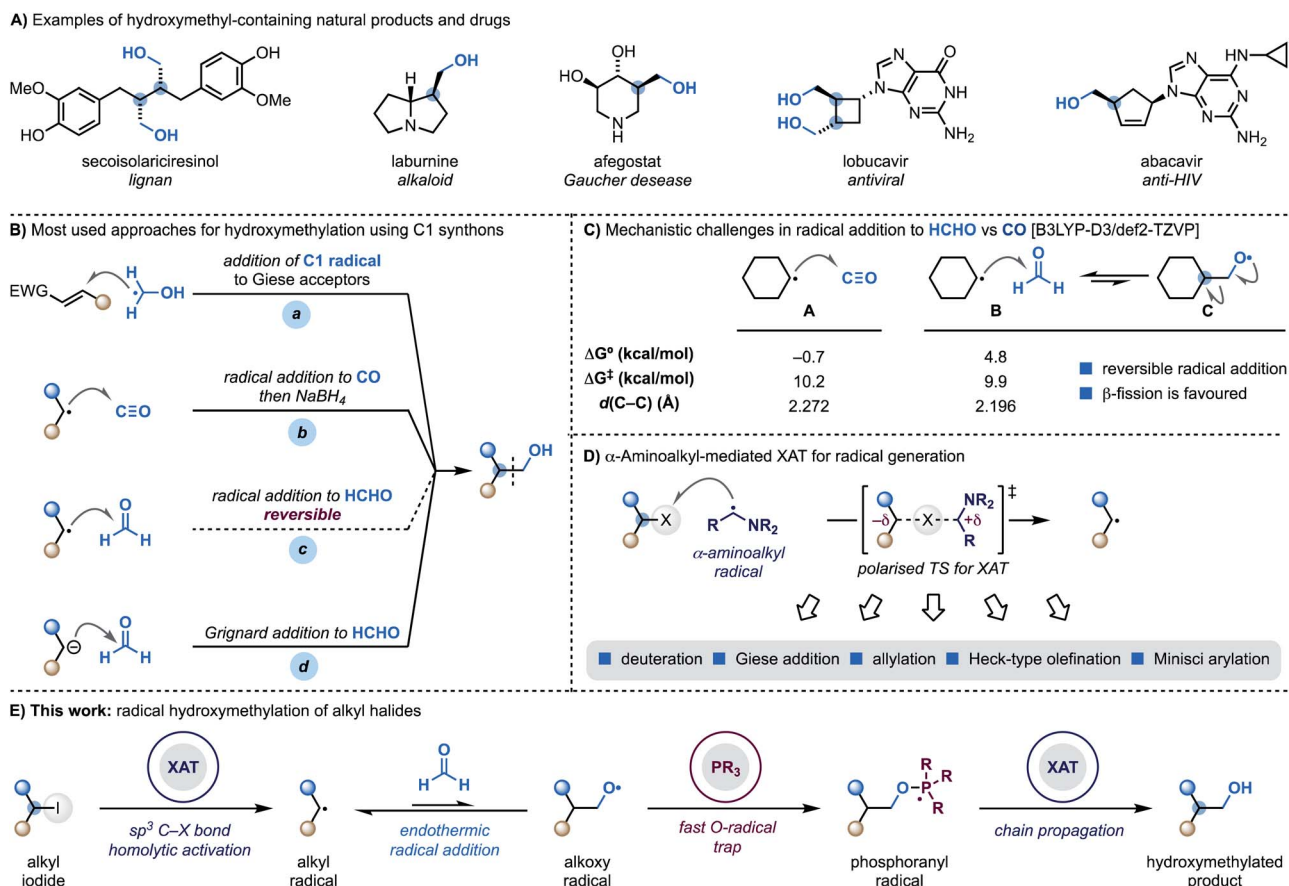 A) Examples of hydroxymethyl-containing natural products and drugs
HO
OH
MeO
HO
OMe
OH
secoisolariciresinol
lignan
H
OH
N
laburnine
alkaloid
OH
HO
OH
N
H
afegostat
Gaucher desease
HO
HO
N
N
O
NH
N
NH2
lobucavir
antiviral
HO
N
N
HN
N
N
NH2
abacavir
anti-HIV
B) Most used approaches for hydroxymethylation using C1 synthons
EWG
H
OH
H
addition of C1 radical
to Giese acceptors
a
C≡O
radical addition to CO
then NaBH4
b
O
H H
radical addition to HCHO
reversible
c
O
H H
Grignard addition to HCHO
d
OH
C) Mechanistic challenges in radical addition to HCHO vs CO [B3LYP-D3/def2-TZVP]
C≡O
A
O
H H
B
O•
C
ΔGº (kcal/mol) –0.7 4.8
ΔG‡ (kcal/mol) 10.2 9.9
d(C–C) (Å) 2.272 2.196
reversible radical addition
β-fission is favoured
D) α-Aminoalkyl-mediated XAT for radical generation
X
R NR2
α-aminoalkyl
radical
–δ X +δ NR2
R
‡
polarised TS for XAT
deuteration Giese addition allylation Heck-type olefination Minisci arylation
E) This work: radical hydroxymethylation of alkyl halides
I
alkyl
iodide
XAT
sp3 C–X bond
homolytic activation
alkyl
radical
O
H H
endothermic
radical addition
O•
alkoxy
radical
PR3
fast O-radical
trap
O P R
R
R
phosphoranyl
radical
XAT
chain propagation
OH
hydroxymethylated
product